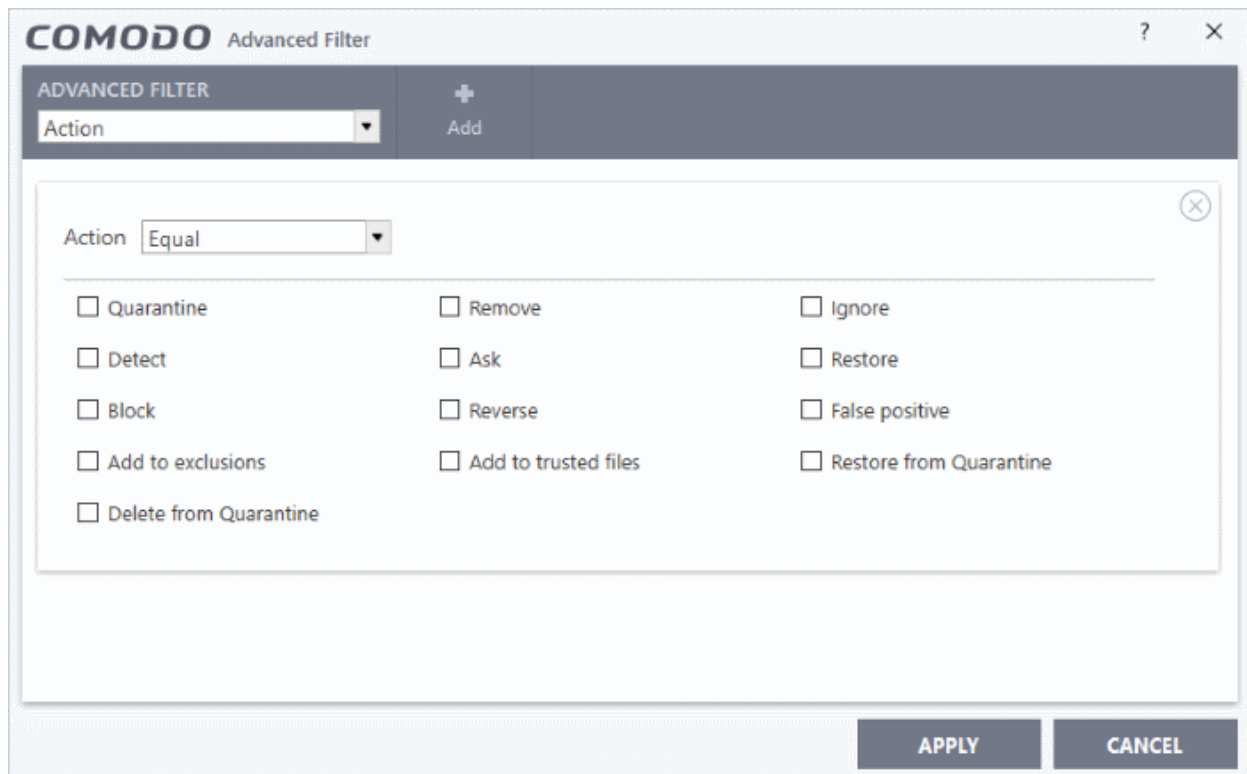 COMODO Advanced Filter ?
ADVANCED FILTER
Action
Add
Action Equal
Quarantine Remove Ignore
Detect Ask Restore
Block Reverse False positive
Add to exclusions Add to trusted files Restore from Quarantine
Delete from Quarantine
APPLY CANCEL